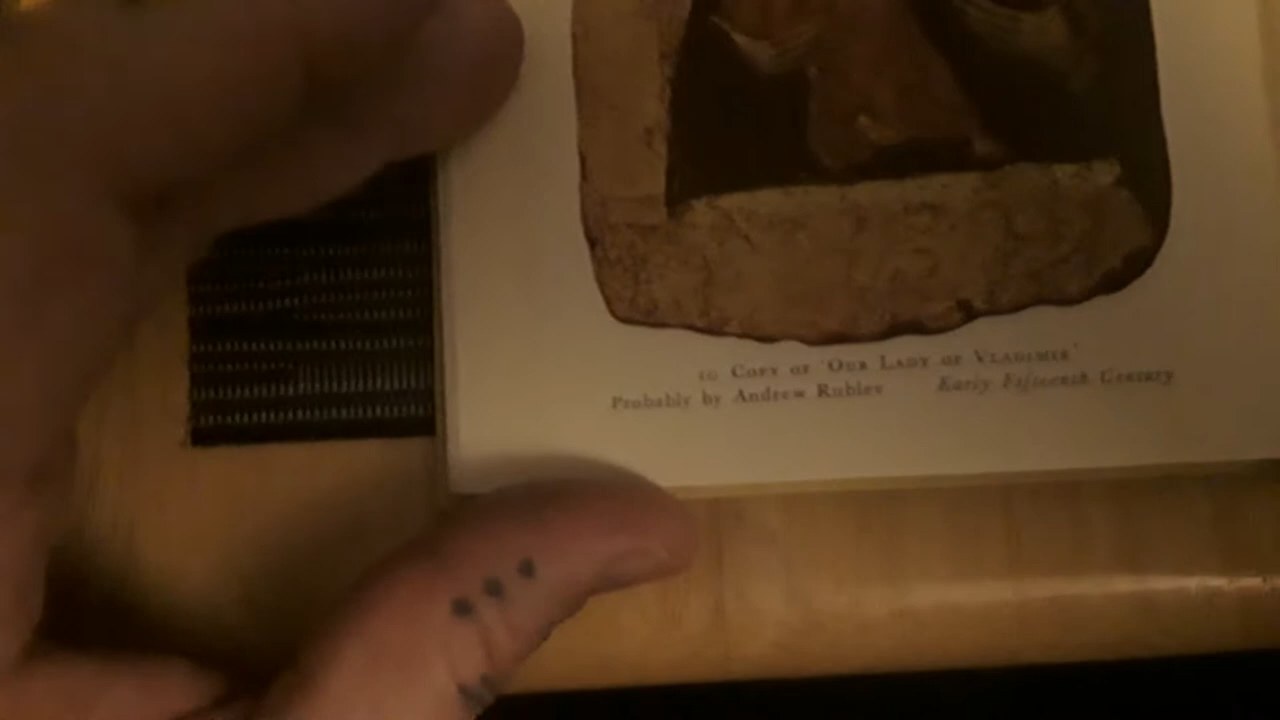 10 Copy of 'Our Lady of Vladimir'
Probably by Andrew Rublev Early Fifteenth Century